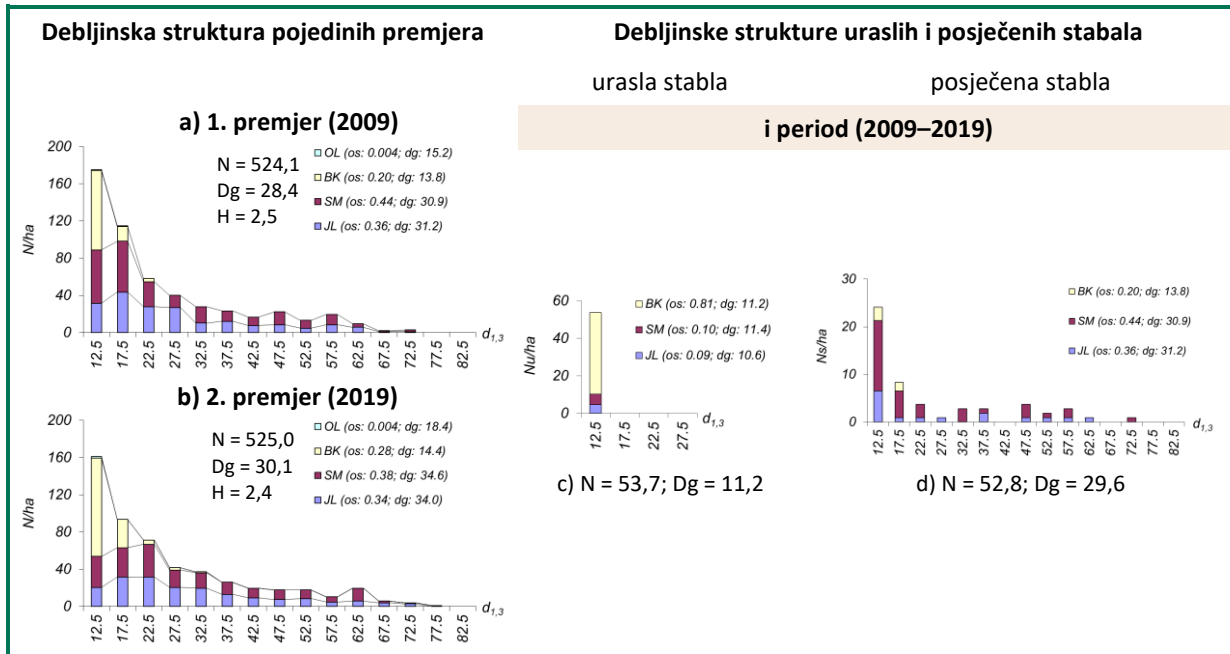 Debljinska struktura pojedinih premjera
Debljinske strukture uraslih i posječenih stabala
urasla stabla
posječena stabla
i period (2009–2019)
a) 1. premjer (2009)
N = 524,1
Dg = 28,4
H = 2,5
OL (os: 0.004; dg: 15.2)
BK (os: 0.20; dg: 13.8)
SM (os: 0.44; dg: 30.9)
JL (os: 0.36; dg: 31.2)
N/ha
200
160
120
80
40
0
12.5 17.5 22.5 27.5 32.5 37.5 42.5 47.5 52.5 57.5 62.5 67.5 72.5 77.5 82.5
d1,3
b) 2. premjer (2019)
N = 525,0
Dg = 30,1
H = 2,4
OL (os: 0.004; dg: 18.4)
BK (os: 0.28; dg: 14.4)
SM (os: 0.38; dg: 34.6)
JL (os: 0.34; dg: 34.0)
N/ha
200
160
120
80
40
0
12.5 17.5 22.5 27.5 32.5 37.5 42.5 47.5 52.5 57.5 62.5 67.5 72.5 77.5 82.5
d1,3
BK (os: 0.81; dg: 11.2)
SM (os: 0.10; dg: 11.4)
JL (os: 0.09; dg: 10.6)
Nu/ha
60
40
20
0
12.5 17.5 22.5 27.5
d1,3
c) N = 53,7; Dg = 11,2
BK (os: 0.20; dg: 13.8)
SM (os: 0.44; dg: 30.9)
JL (os: 0.36; dg: 31.2)
Ns/ha
30
20
10
0
12.5 17.5 22.5 27.5 32.5 37.5 42.5 47.5 52.5 57.5 62.5 67.5 72.5 77.5 82.5
d1,3
d) N = 52,8; Dg = 29,6